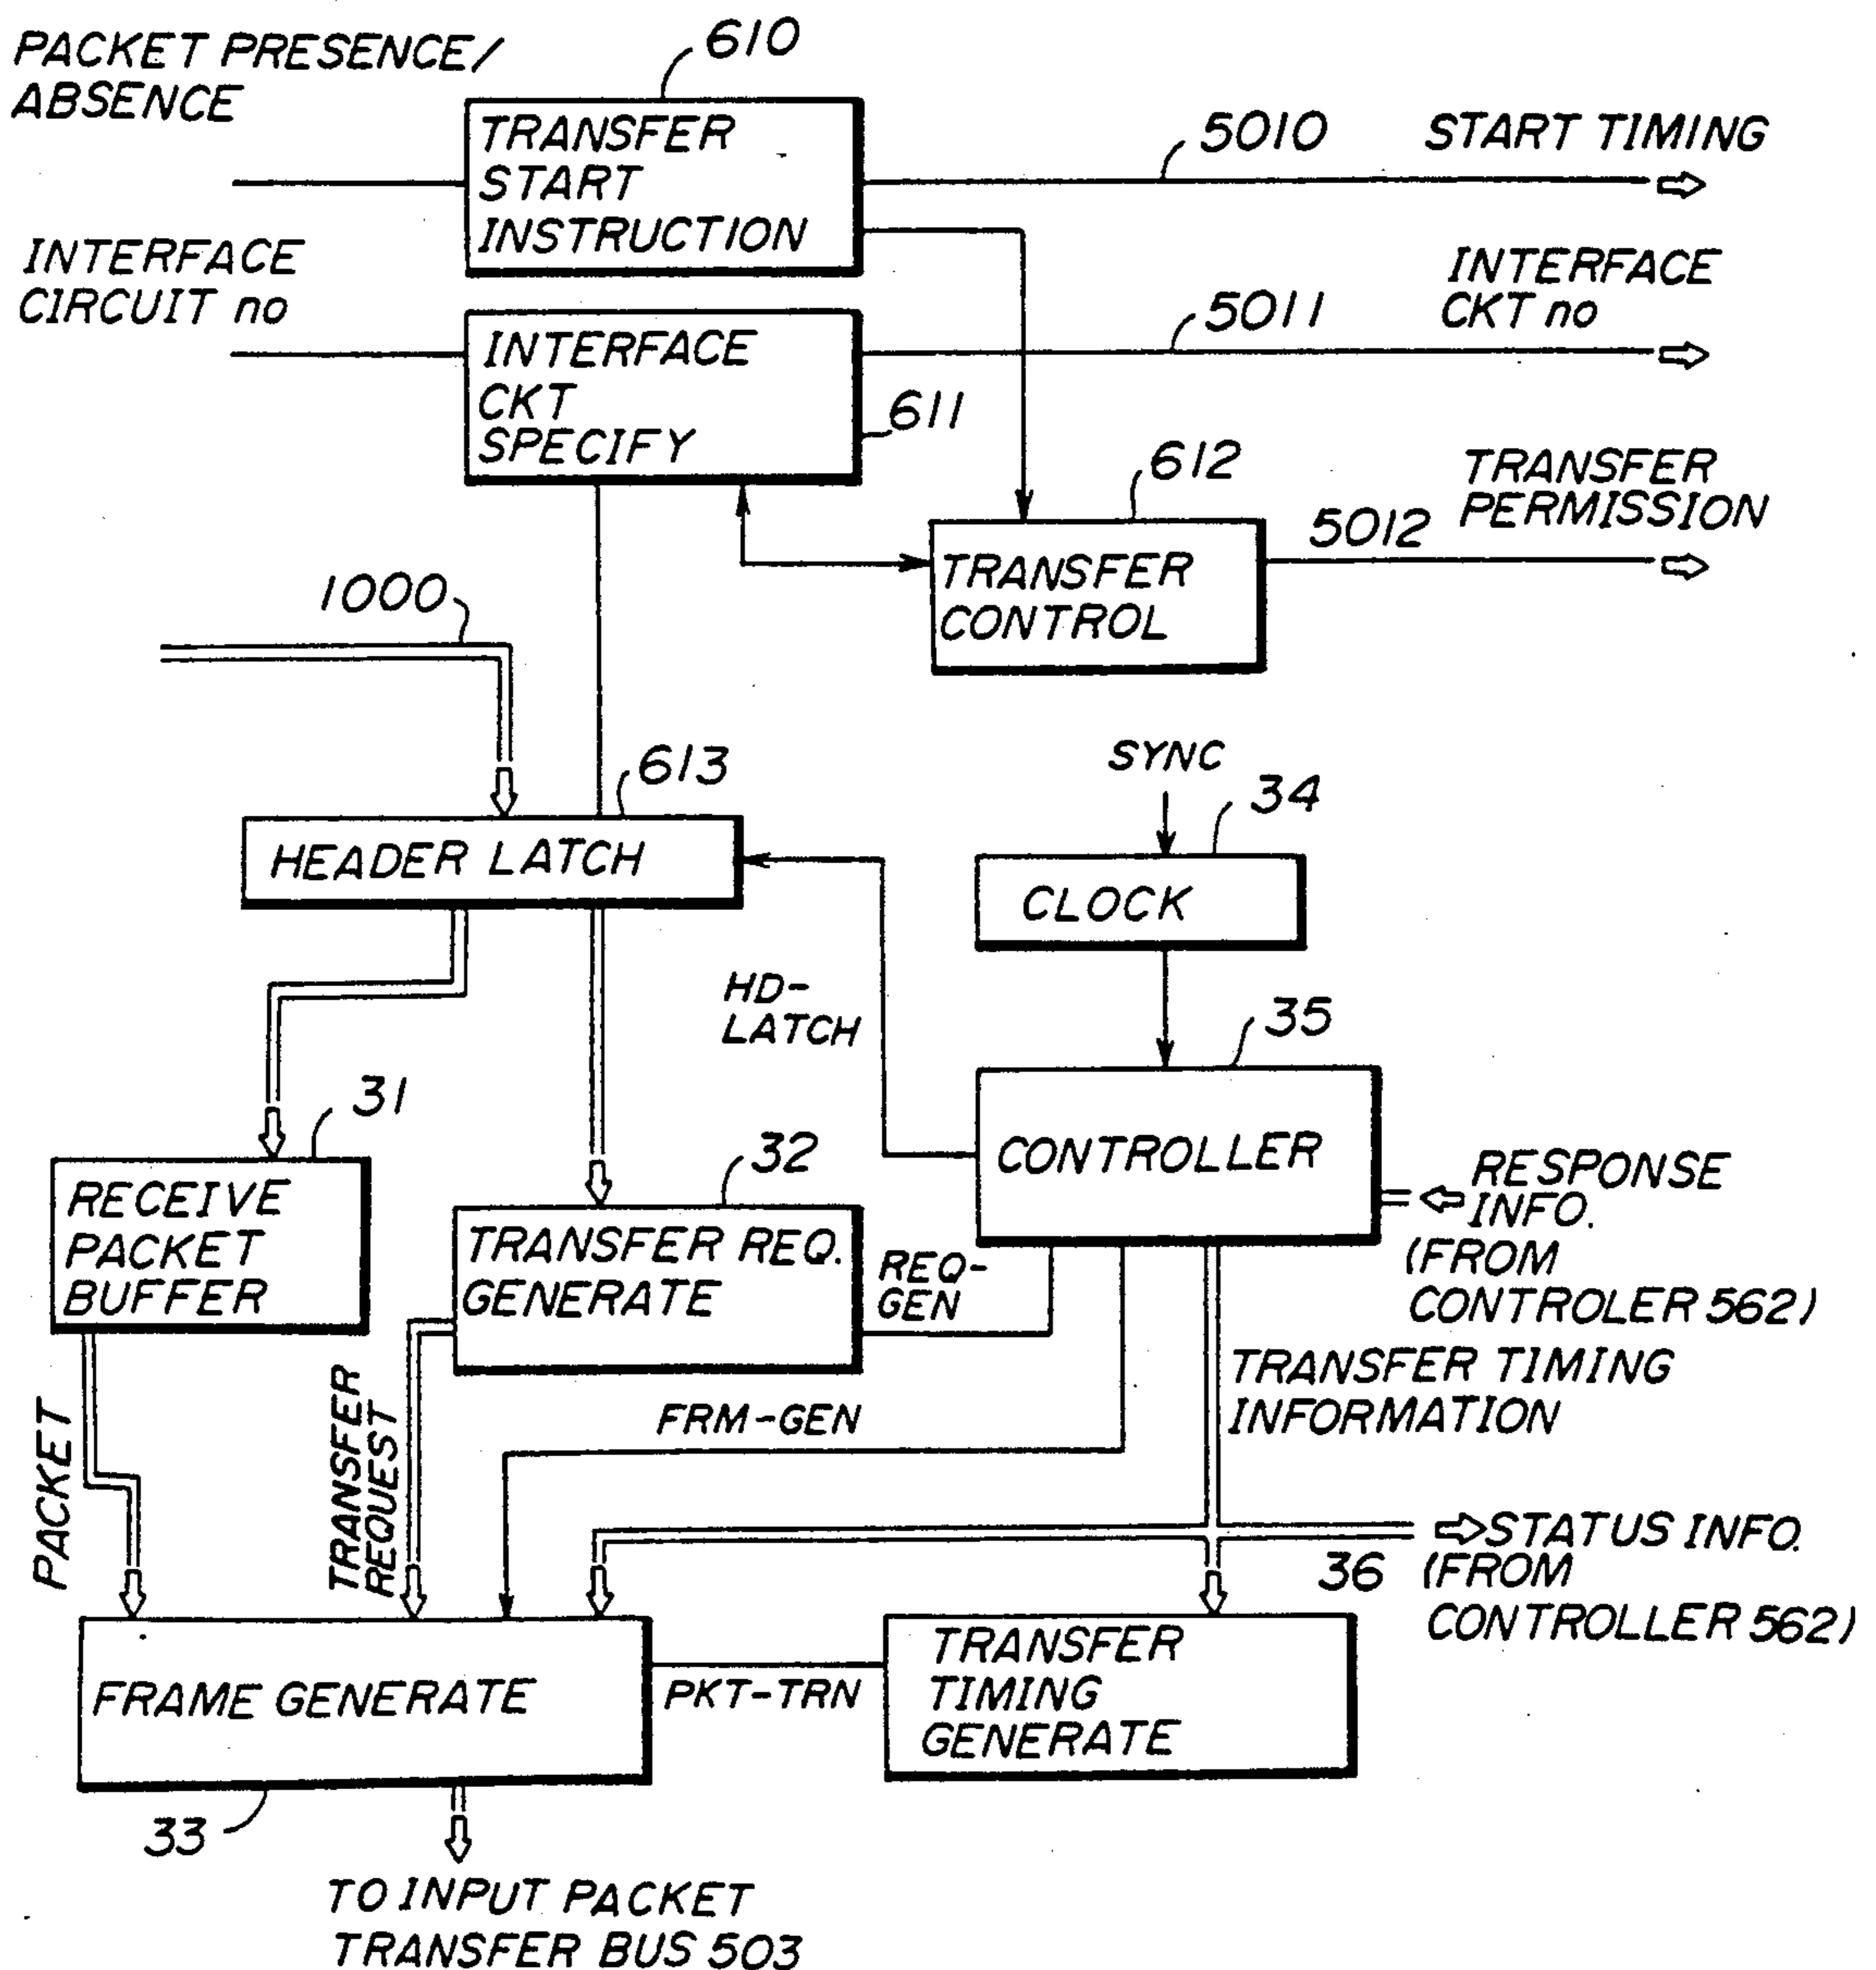 PACKET PRESENCE/
ABSENCE
610
TRANSFER
START
INSTRUCTION
5010
START TIMING
INTERFACE
CIRCUIT no
INTERFACE
CKT
SPECIFY
611
5011
INTERFACE
CKT no
612
TRANSFER
CONTROL
5012
TRANSFER
PERMISSION
1000
613
HEADER LATCH
SYNC
34
CLOCK
HD-
LATCH
35
CONTROLLER
RESPONSE
INFO.
(FROM
CONTROLER 562)
31
RECEIVE
PACKET
BUFFER
32
TRANSFER REQ.
GENERATE
REQ-
GEN
TRANSFER TIMING
INFORMATION
PACKET
TRANSFER
REQUEST
FRM-GEN
STATUS INFO.
(FROM
CONTROLLER 562)
36
FRAME GENERATE
PKT-TRN
TRANSFER
TIMING
GENERATE
33
TO INPUT PACKET
TRANSFER BUS 503